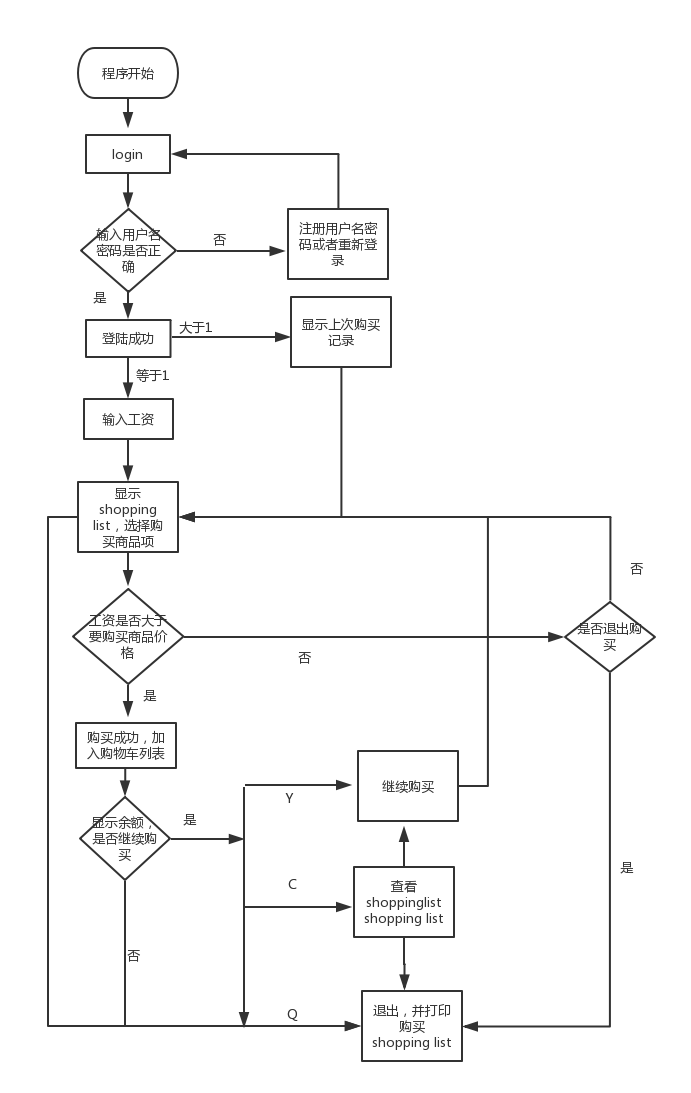 程序开始
login
输入用户名
密码是否正
确
否
注册用户名密
码或者重新登
录
是
登陆成功
大于1
显示上次购买
记录
等于1
输入工资
显示
shopping
list，选择购
买商品项
否
工资是否大于
要购买商品价
格
否
是否退出购
买
是
购买成功，加
入购物车列表
显示余额，
是否继续购
买
是
Y
继续购买
是
C
查看
shoppinglist
shopping list
否
Q
退出，并打印
购买
shopping list